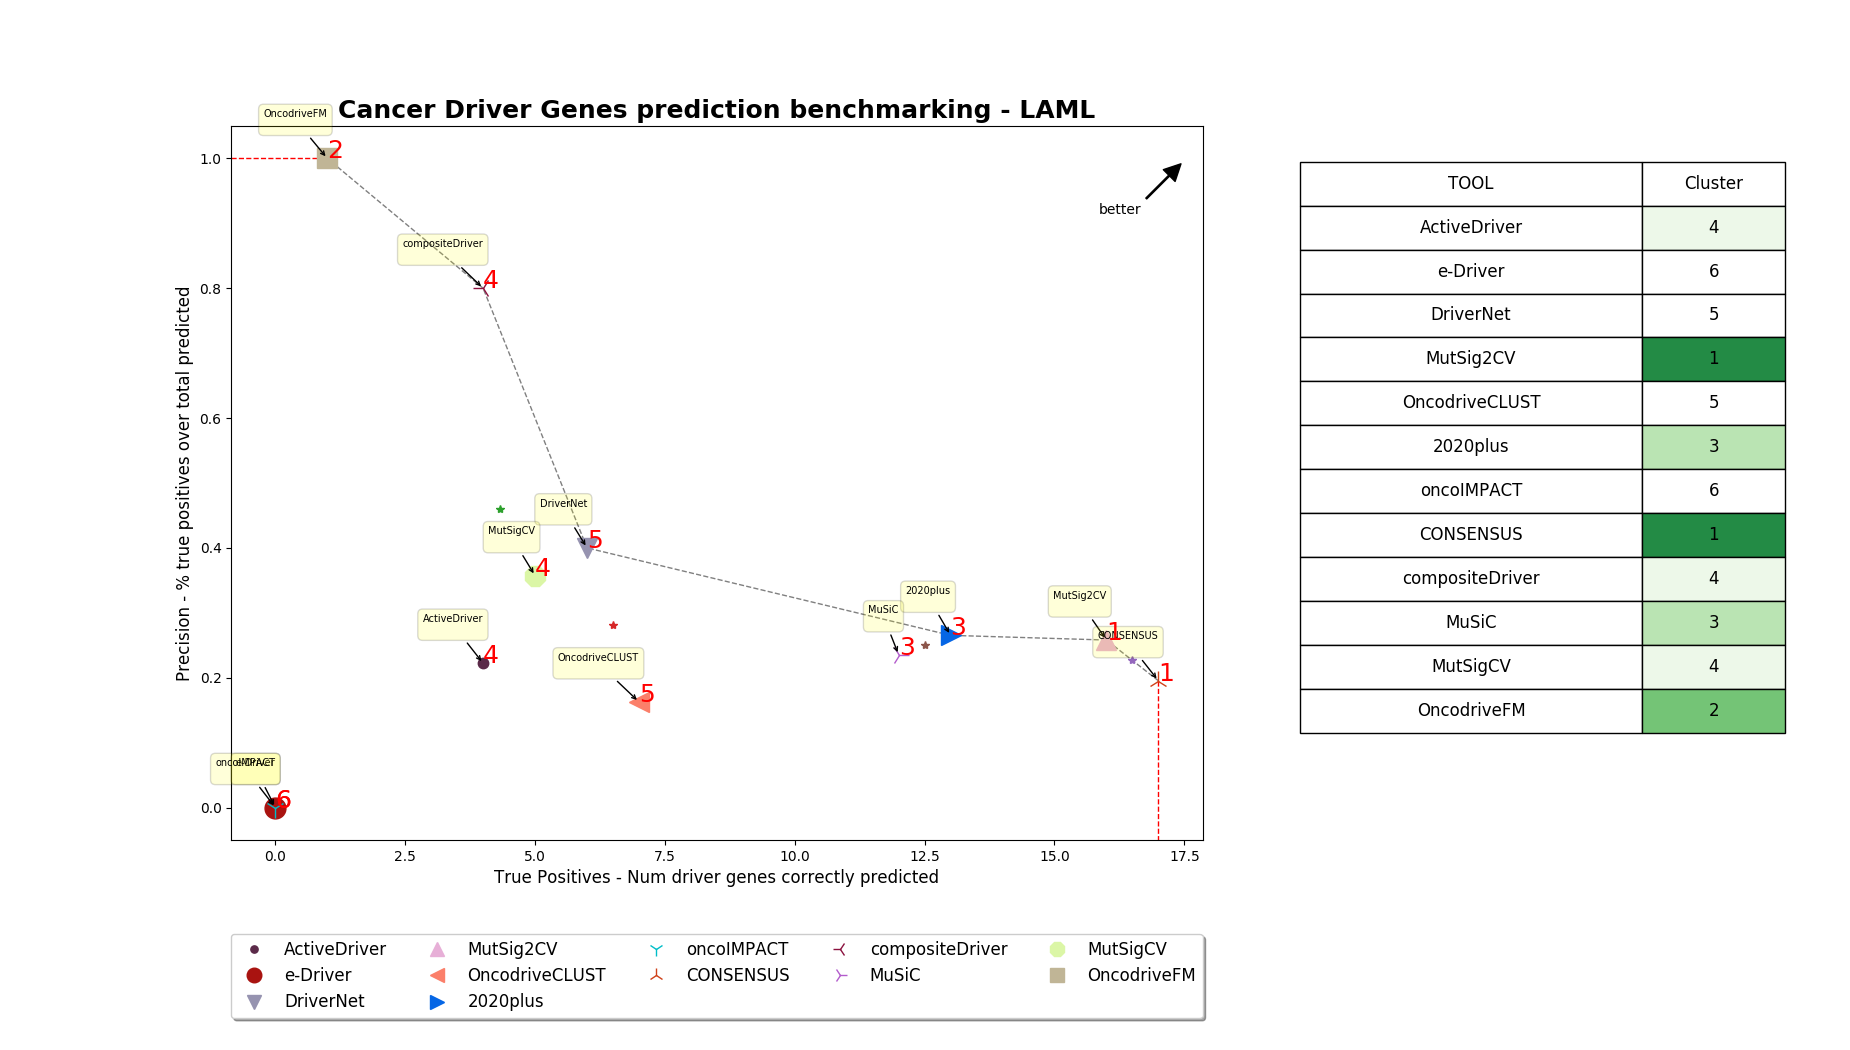 Cancer Driver Genes prediction benchmarking - LAML
OncodriveFM
2
compositeDriver
4
better
DriverNet
5
MutSigCV
4
ActiveDriver
4
OncodriveCLUST
5
MuSiC
3
2020plus
3
MutSig2CV
1
CONSENSUS
1
oncoIMPACT
e-Driver
6
1.0
0.8
0.6
0.4
0.2
0.0
Precision - % true positives over total predicted
0.0 2.5 5.0 7.5 10.0 12.5 15.0 17.5
True Positives - Num driver genes correctly predicted
ActiveDriver MutSig2CV oncoIMPACT compositeDriver MutSigCV
e-Driver OncodriveCLUST CONSENSUS MuSiC OncodriveFM
DriverNet 2020plus
TOOL Cluster
ActiveDriver 4
e-Driver 6
DriverNet 5
MutSig2CV 1
OncodriveCLUST 5
2020plus 3
oncoIMPACT 6
CONSENSUS 1
compositeDriver 4
MuSiC 3
MutSigCV 4
OncodriveFM 2